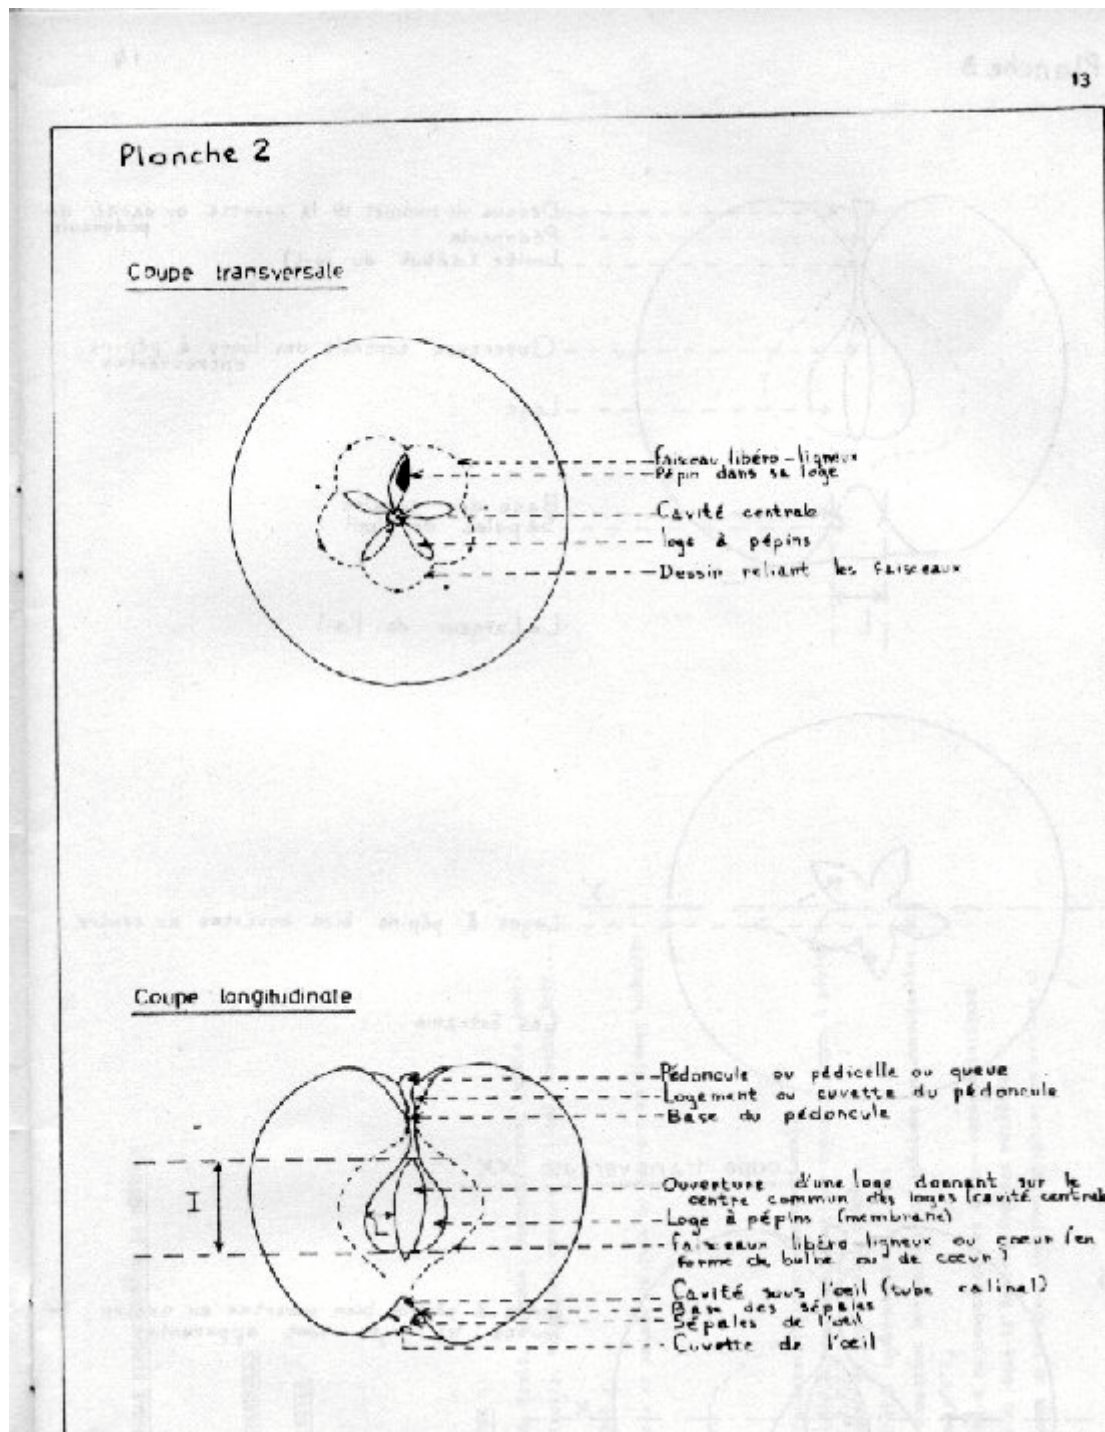 13
Planche 2
Coupe transversale
Faisceau libéro-ligneux
Pépin dans sa loge
Cavité centrale
loge à pépins
Dessin reliant les faisceaux
Coupe longitudinale
Pédoncule ou pédicelle ou queue
Logement ou cuvette du pédoncule
Base du pédoncule
I
L
Ouverture d'une loge donnant sur le
centre commun des loges (cavité centrale
Loge à pépins (membrane)
Faisceaux libéro ligneux ou coeur (en
forme de bulbe ou de coeur)
Cavité sous l'oeil (tube calinal)
Base des sépales
Sépales de l'oeil
Cuvette de l'oeil